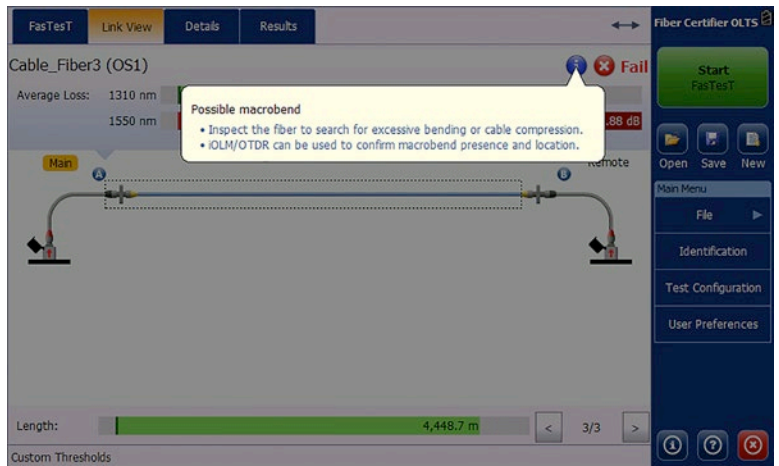 FasTesT Link View Details Results
Fiber Certifier OLTS
Cable_Fiber3 (OS1)
Fail
Average Loss: 1310 nm
1550 nm .88 dB
Possible macrobend
• Inspect the fiber to search for excessive bending or cable compression.
• iOLM/OTDR can be used to confirm macrobend presence and location.
Main
Remote
A
B
Start
FasTesT
Open Save New
Main Menu
File
Identification
Test Configuration
User Preferences
Length: 4,448.7 m < 3/3 >
Custom Thresholds